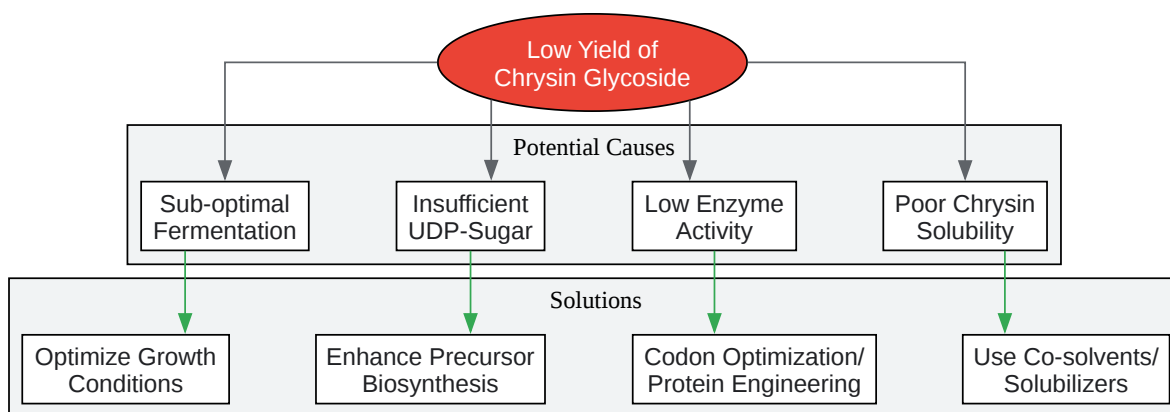 Low Yield of
Chrysin Glycoside
Potential Causes
Sub-optimal
Fermentation
Insufficient
UDP-Sugar
Low Enzyme
Activity
Poor Chrysin
Solubility
Solutions
Optimize Growth
Conditions
Enhance Precursor
Biosynthesis
Codon Optimization/
Protein Engineering
Use Co-solvents/
Solubilizers